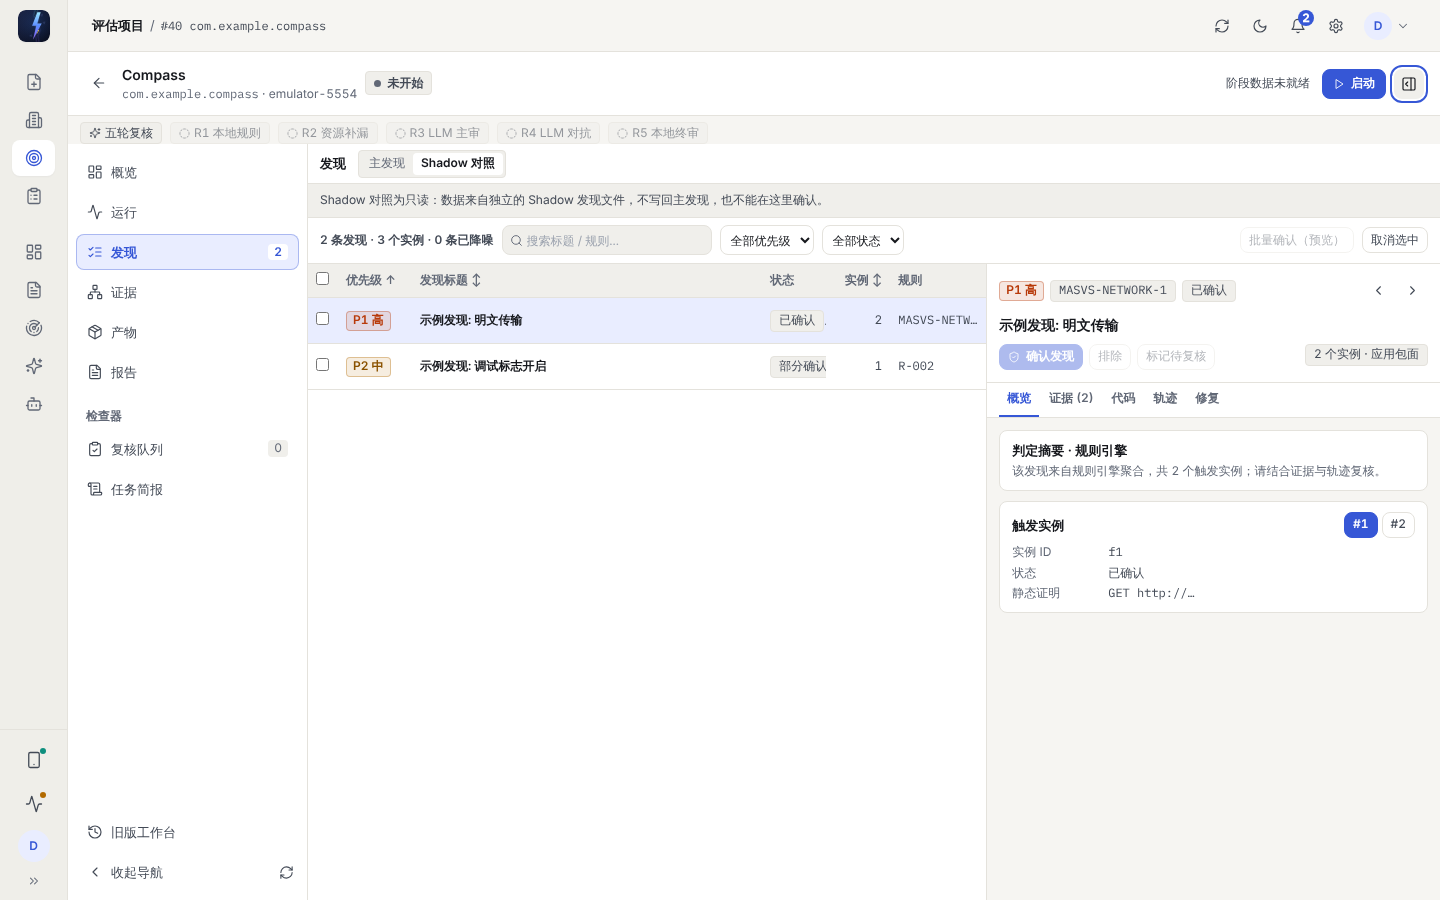 评估项目 / #40 com.example.compass
2
D
Compass
com.example.compass · emulator-5554
未开始
阶段数据未就绪
启动
五轮复核
R1 本地规则
R2 资源补漏
R3 LLM 主审
R4 LLM 对抗
R5 本地终审
概览
运行
发现 2
证据
产物
报告
检查器
复核队列 0
任务简报
旧版工作台
收起导航
D
发现
主发现
Shadow 对照
Shadow 对照为只读：数据来自独立的 Shadow 发现文件，不写回主发现，也不能在这里确认。
2 条发现 · 3 个实例 · 0 条已降噪
搜索标题 / 规则...
全部优先级
全部状态
批量确认（预览）
取消选中
优先级 发现标题 状态 实例 规则
P1 高 示例发现: 明文传输 已确认 2 MASVS-NETW…
P2 中 示例发现: 调试标志开启 部分确认 1 R-002
P1 高 MASVS-NETWORK-1 已确认
示例发现: 明文传输
确认发现 排除 标记待复核 2 个实例 · 应用包面
概览 证据 (2) 代码 轨迹 修复
判定摘要 · 规则引擎
该发现来自规则引擎聚合，共 2 个触发实例；请结合证据与轨迹复核。
触发实例 #1 #2
实例 ID f1
状态 已确认
静态证明 GET http://…